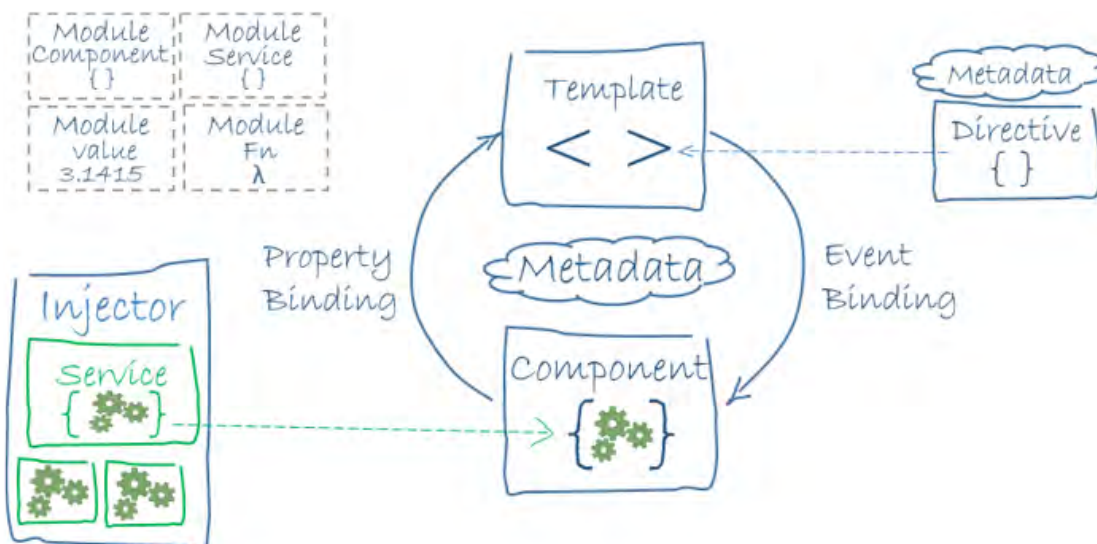 Module
Component
{ }
Module
Service
{ }
Module
value
3.1415
Module
Fn
λ
Template
< >
Metadata
Directive
{ }
Property
Binding
Metadata
Event
Binding
Injector
Service
{ }
Component
{ }